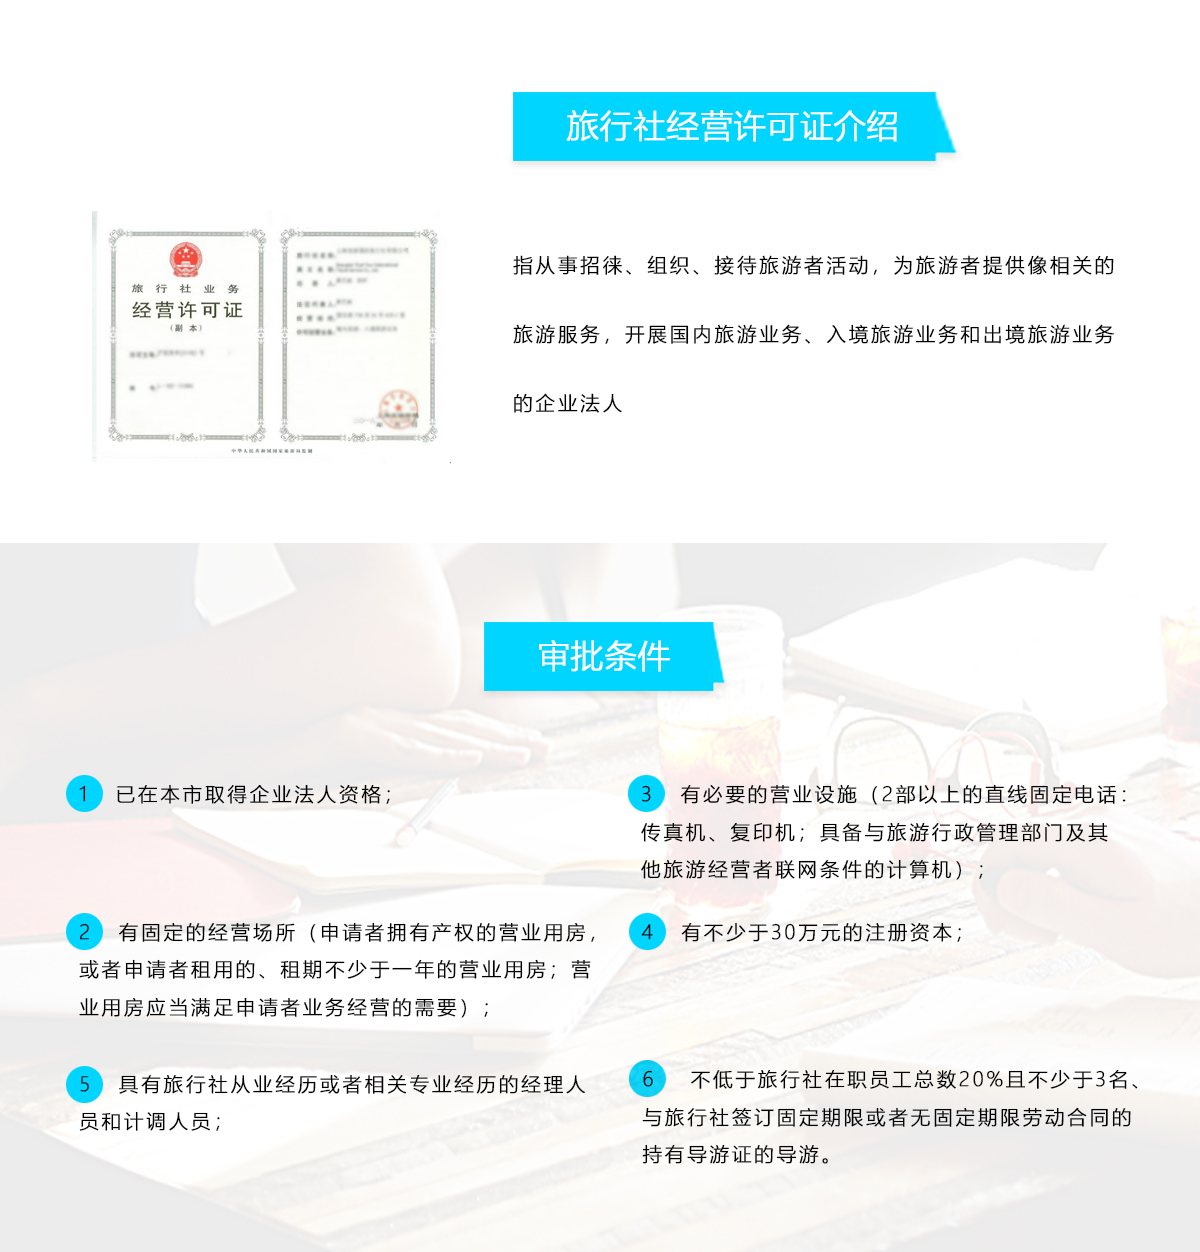 旅行社经营许可证介绍
旅行社业务
经营许可证
（副本）
中华人民共和国国家旅游局监制
指从事招徕、组织、接待旅游者活动，为旅游者提供像相关的
旅游服务，开展国内旅游业务、入境旅游业务和出境旅游业务
的企业法人
审批条件
1 已在本市取得企业法人资格；
2 有固定的经营场所（申请者拥有产权的营业用房，
或者申请者租用的、租期不少于一年的营业用房；营
业用房应当满足申请者业务经营的需要）；
3 有必要的营业设施（2部以上的直线固定电话：
传真机、复印机；具备与旅游行政管理部门及其
他旅游经营者联网条件的计算机）；
4 有不少于30万元的注册资本；
5 具有旅行社从业经历或者相关专业经历的经理人
员和计调人员；
6 不低于旅行社在职员工总数20%且不少于3名、
与旅行社签订固定期限或者无固定期限劳动合同的
持有导游证的导游。